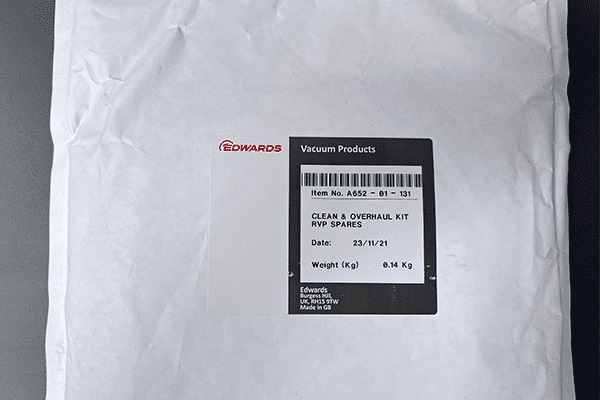 EDWARDS
Vacuum Products
Item No. A652 - 01 - 131
CLEAN & OVERHAUL KIT
RVP SPARES
Date: 23/11/21
Weight (Kg) 0.14 Kg
Edwards
Burgess Hill,
UK, RH15 9TW
Made in GB